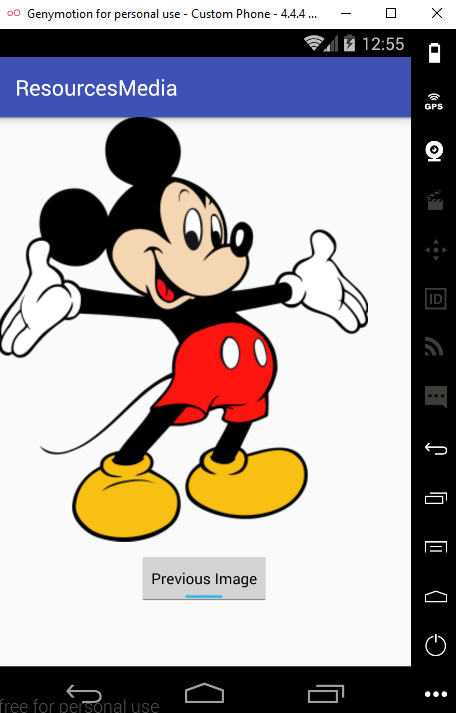 Genymotion for personal use - Custom Phone - 4.4.4 ...
12:55
ResourcesMedia
GPS
ID
Previous Image
free for personal use